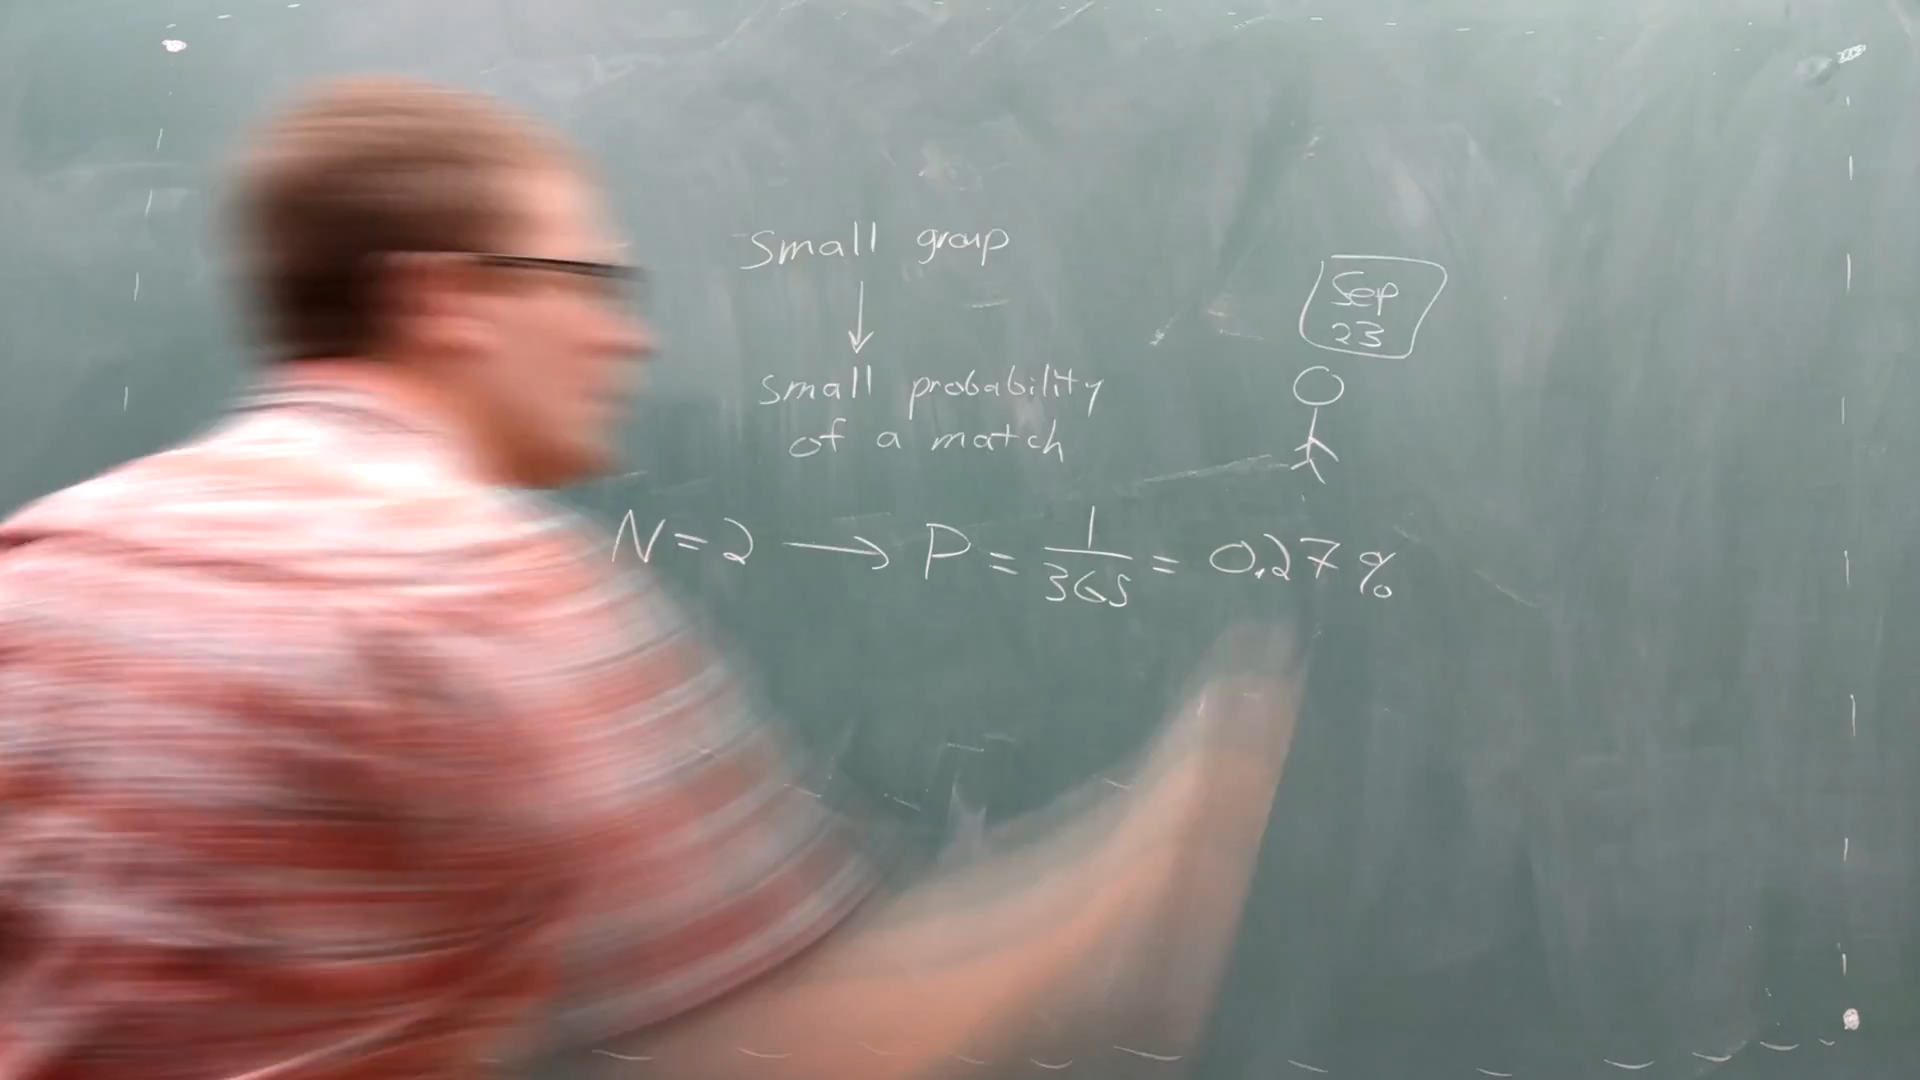 Small group
small probability
of a match
Sep
23
N=2 → P = 1/365 = 0.27%